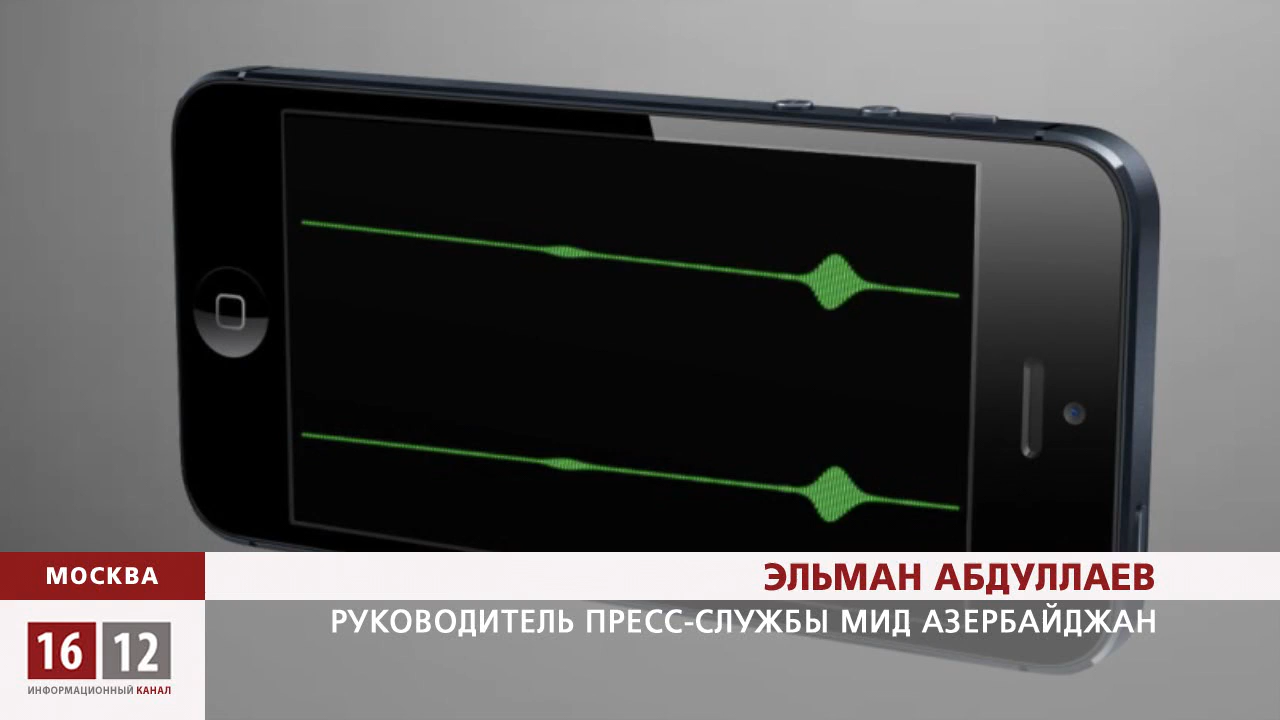 МОСКВА
ЭЛЬМАН АБДУЛЛАЕВ
РУКОВОДИТЕЛЬ ПРЕСС-СЛУЖБЫ МИД АЗЕРБАЙДЖАН
16 12
ИНФОРМАЦИОННЫЙ КАНАЛ